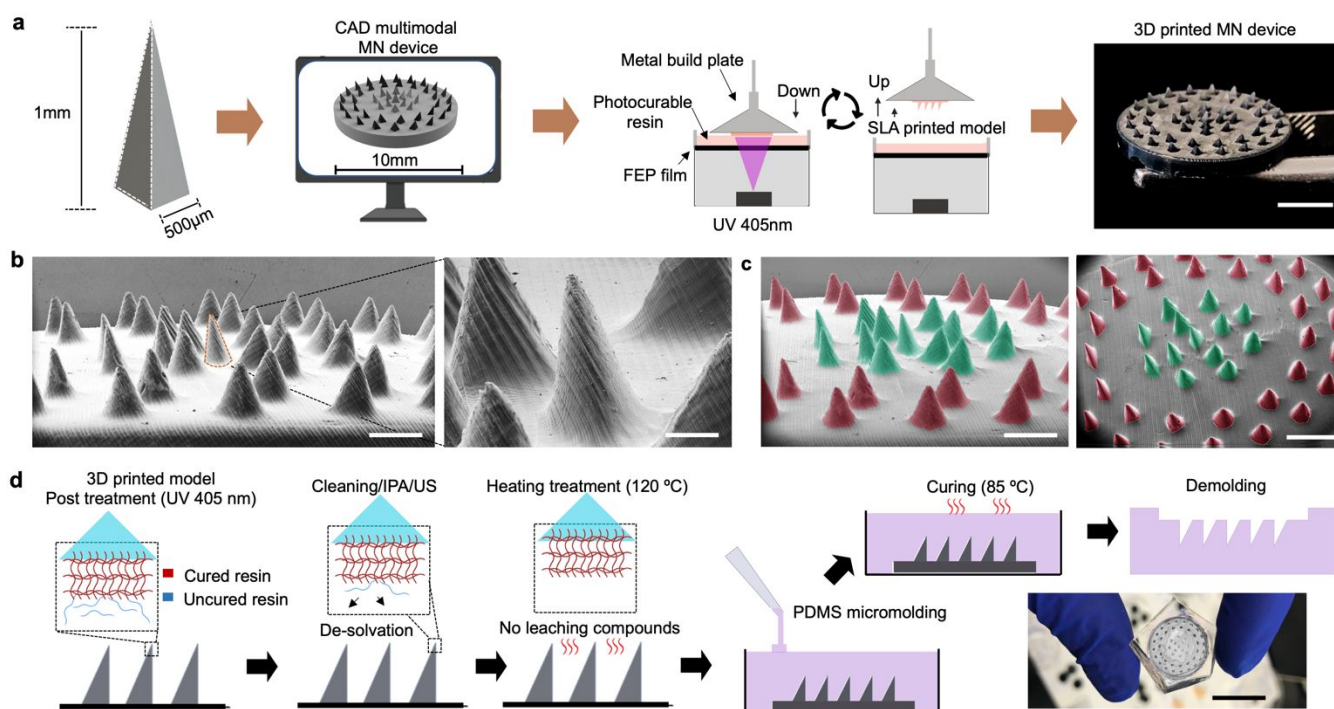 a
1mm
500μm
CAD multimodal
MN device
10mm
Metal build plate
Photocurable
resin
FEP film
UV 405nm
Down
Up
SLA printed model
3D printed MN device
b
c
d
3D printed model
Post treatment (UV 405 nm)
Cured resin
Uncured resin
Cleaning/IPA/US
De-solvation
Heating treatment (120 ºC)
No leaching compounds
PDMS micromolding
Curing (85 ºC)
Demolding